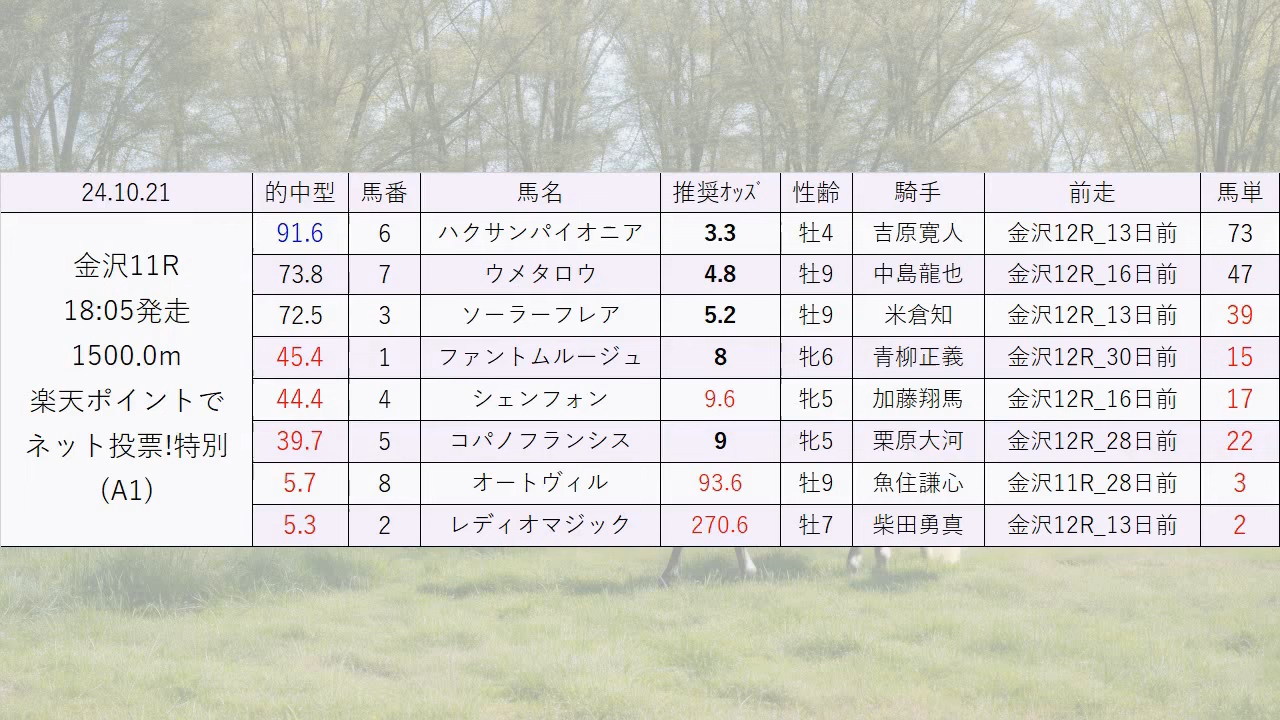 24.10.21 的中型 馬番 馬名 推奨ｵｯｽﾞ 性齢 騎手 前走 馬単
金沢11R
18:05発走
1500.0m
楽天ポイントで
ネット投票!特別
(A1)
91.6 6 ハクサンパイオニア 3.3 牡4 吉原寛人 金沢12R_13日前 73
73.8 7 ウメタロウ 4.8 牡9 中島龍也 金沢12R_16日前 47
72.5 3 ソーラーフレア 5.2 牡9 米倉知 金沢12R_13日前 39
45.4 1 ファントムルージュ 8 牝6 青柳正義 金沢12R_30日前 15
44.4 4 シェンフォン 9.6 牝5 加藤翔馬 金沢12R_16日前 17
39.7 5 コパノフランシス 9 牝5 栗原大河 金沢12R_28日前 22
5.7 8 オートヴィル 93.6 牡9 魚住謙心 金沢11R_28日前 3
5.3 2 レディオマジック 270.6 牡7 柴田勇真 金沢12R_13日前 2